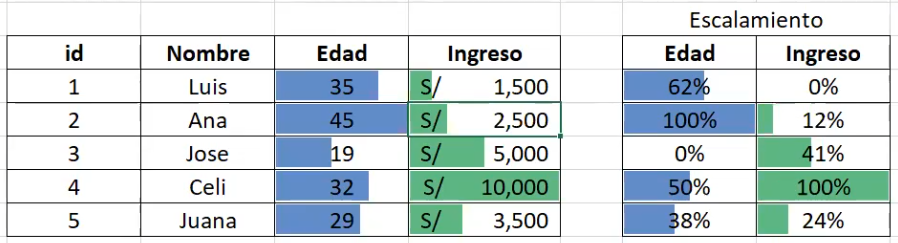 Escalamiento
id Nombre Edad Ingreso Edad Ingreso
1 Luis 35 S/ 1,500 62% 0%
2 Ana 45 S/ 2,500 100% 12%
3 Jose 19 S/ 5,000 0% 41%
4 Celi 32 S/ 10,000 50% 100%
5 Juana 29 S/ 3,500 38% 24%